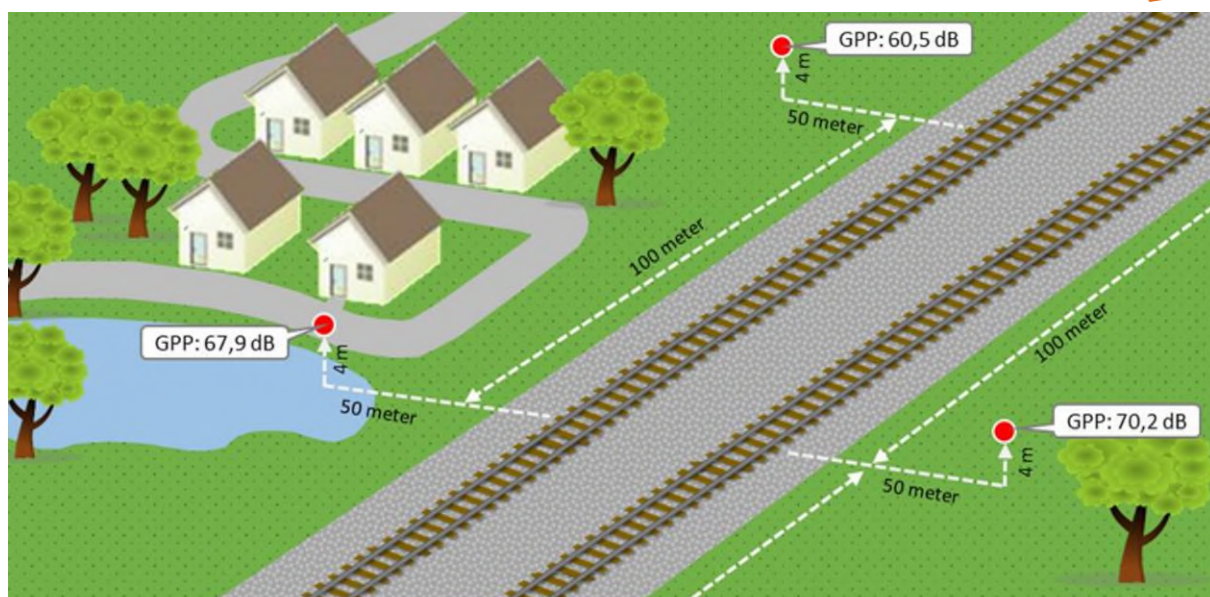 GPP: 60,5 dB
4 m
50 meter
100 meter
GPP: 67,9 dB
4 m
50 meter
100 meter
GPP: 70,2 dB
4 m
50 meter